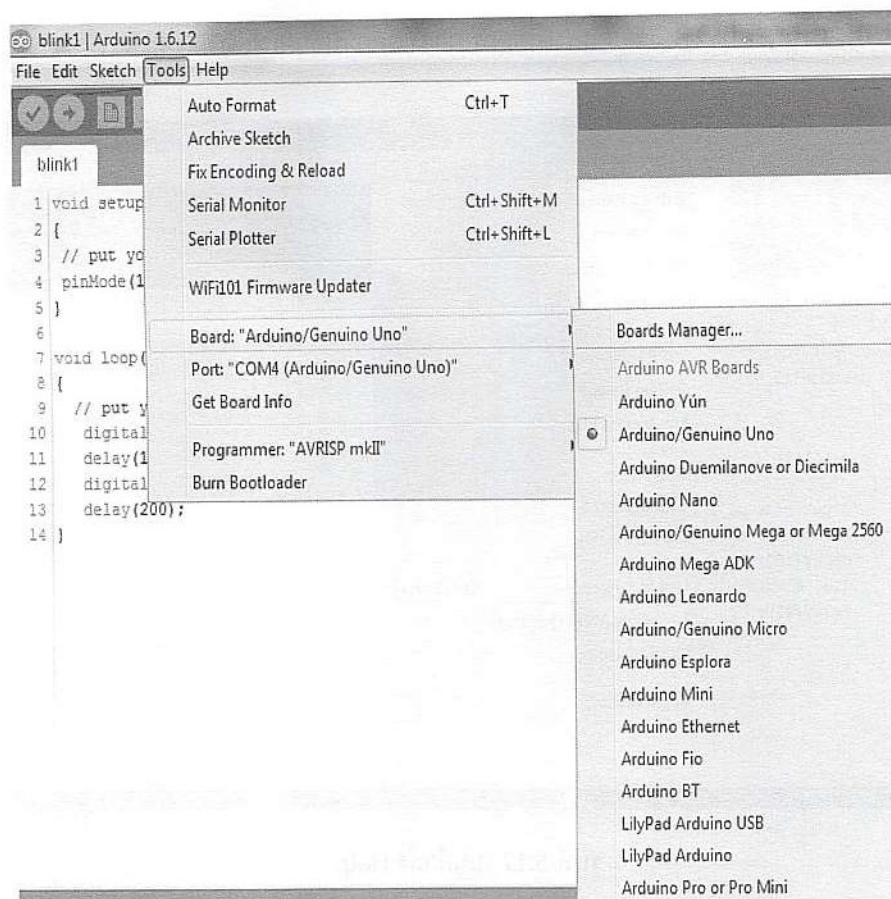 blink1 | Arduino 1.6.12
File Edit Sketch Tools Help
Auto Format Ctrl+T
Archive Sketch
Fix Encoding & Reload
Serial Monitor Ctrl+Shift+M
Serial Plotter Ctrl+Shift+L
WiFi101 Firmware Updater
Board: "Arduino/Genuino Uno"
Port: "COM4 (Arduino/Genuino Uno)"
Get Board Info
Programmer: "AVRISP mkII"
Burn Bootloader
Boards Manager...
Arduino AVR Boards
Arduino Yún
Arduino/Genuino Uno
Arduino Duemilanove or Diecimila
Arduino Nano
Arduino/Genuino Mega or Mega 2560
Arduino Mega ADK
Arduino Leonardo
Arduino/Genuino Micro
Arduino Esplora
Arduino Mini
Arduino Ethernet
Arduino Fio
Arduino BT
LilyPad Arduino USB
LilyPad Arduino
Arduino Pro or Pro Mini
blink1
1 void setup
2 {
3 // put yo
4 pinMode(1
5 }
6
7 void loop(
8 {
9 // put y
10 digital
11 delay(1
12 digital
13 delay(200);
14 }